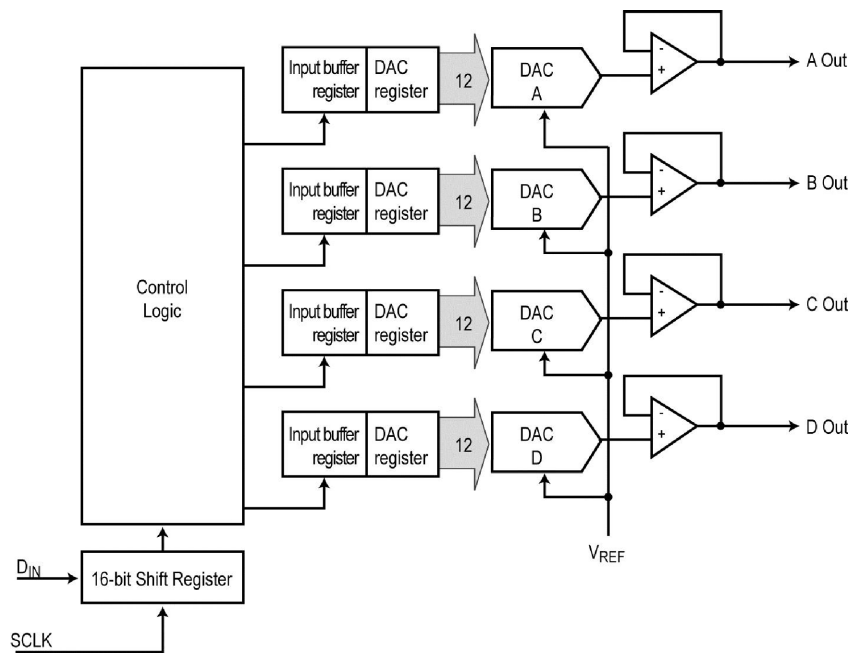 Input buffer register
DAC register
12
DAC A
-
+
A Out
Input buffer register
DAC register
12
DAC B
-
+
B Out
Control Logic
Input buffer register
DAC register
12
DAC C
-
+
C Out
Input buffer register
DAC register
12
DAC D
-
+
D Out
VREF
DIN
16-bit Shift Register
SCLK